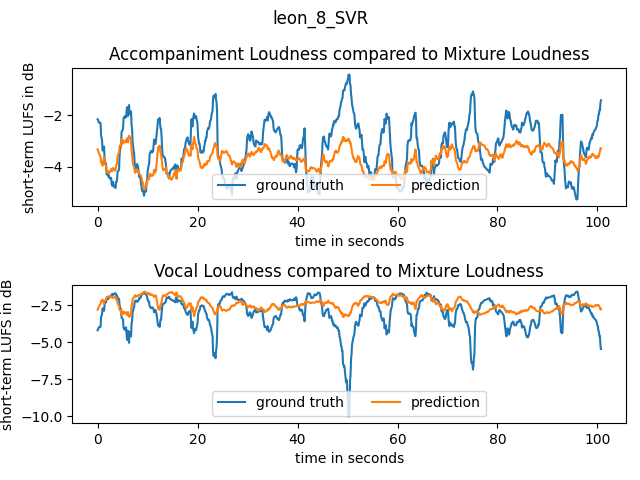 leon_8_SVR
Accompaniment Loudness compared to Mixture Loudness
short-term LUFS in dB
−2
−4
ground truth
prediction
0
20
40
60
80
100
time in seconds
Vocal Loudness compared to Mixture Loudness
short-term LUFS in dB
−2.5
−5.0
−7.5
−10.0
ground truth
prediction
0
20
40
60
80
100
time in seconds